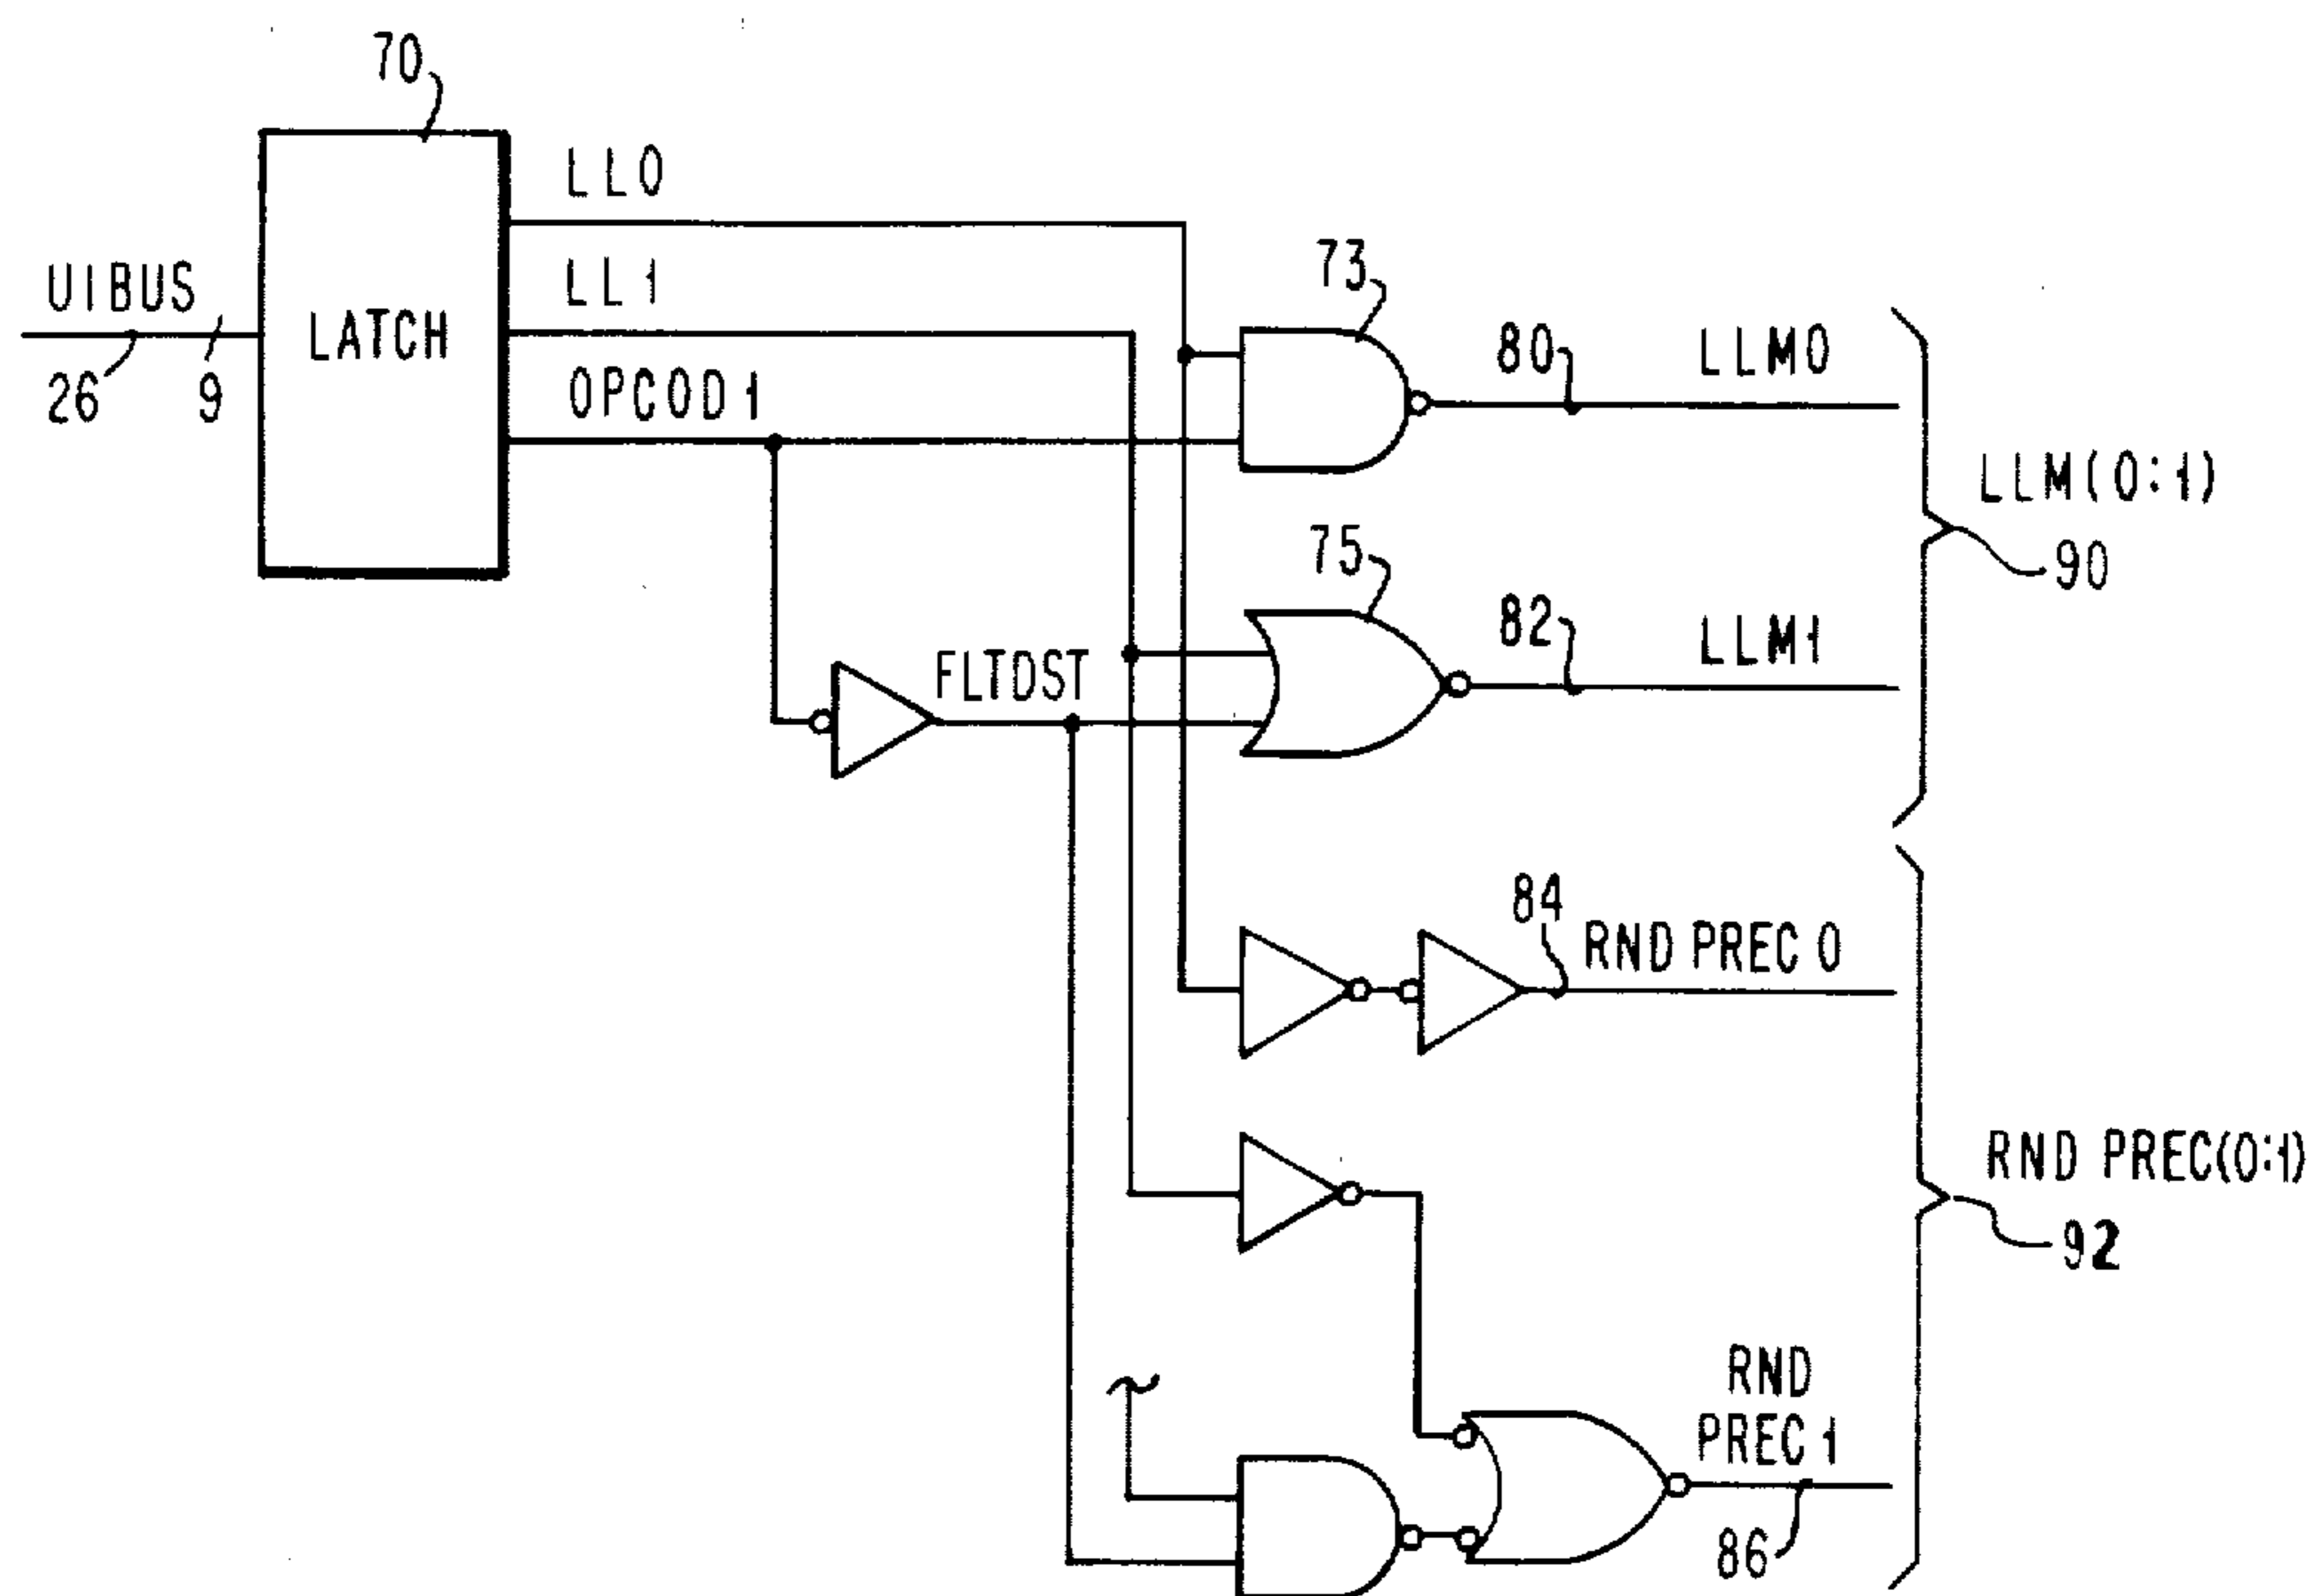 70
LL0
LL1
OPCOD1
UIBUS
26
9
LATCH
73
80
LLM0
LLM(0:1)
90
75
82
LLM1
FLTDST
84
RND PREC 0
RND PREC(0:1)
92
RND
PREC 1
86